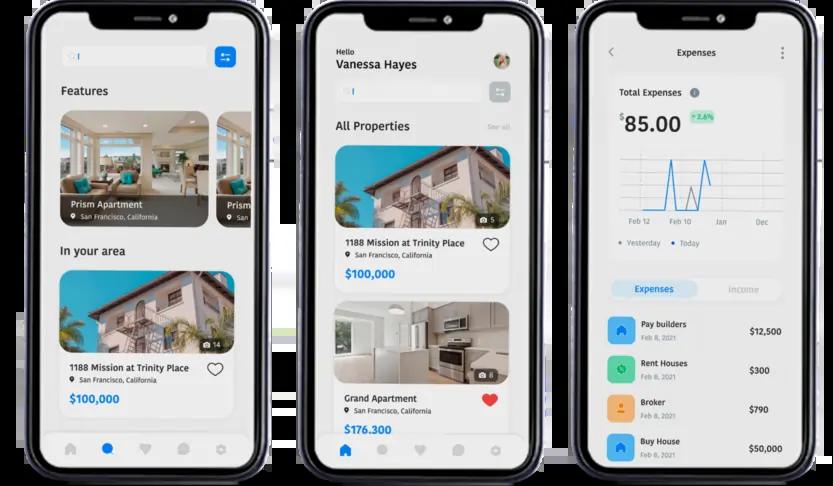 Features
Prism Apartment
San Francisco, California
Prism
San Fr
In your area
14
1188 Mission at Trinity Place
San Francisco, California
$100,000
Hello
Vanessa Hayes
All Properties
See all
5
1188 Mission at Trinity Place
San Francisco, California
$100,000
8
Grand Apartment
San Francisco, California
$176,300
Expenses
Total Expenses
$85.00
2,6%
Feb 12 Feb 10 Jan Dec
Yesterday Today
Expenses Income
Pay builders
Feb 8, 2021
$12,500
Rent Houses
Feb 8, 2021
$300
Broker
Feb 8, 2021
$790
Buy House
Feb 8, 2021
$50,000